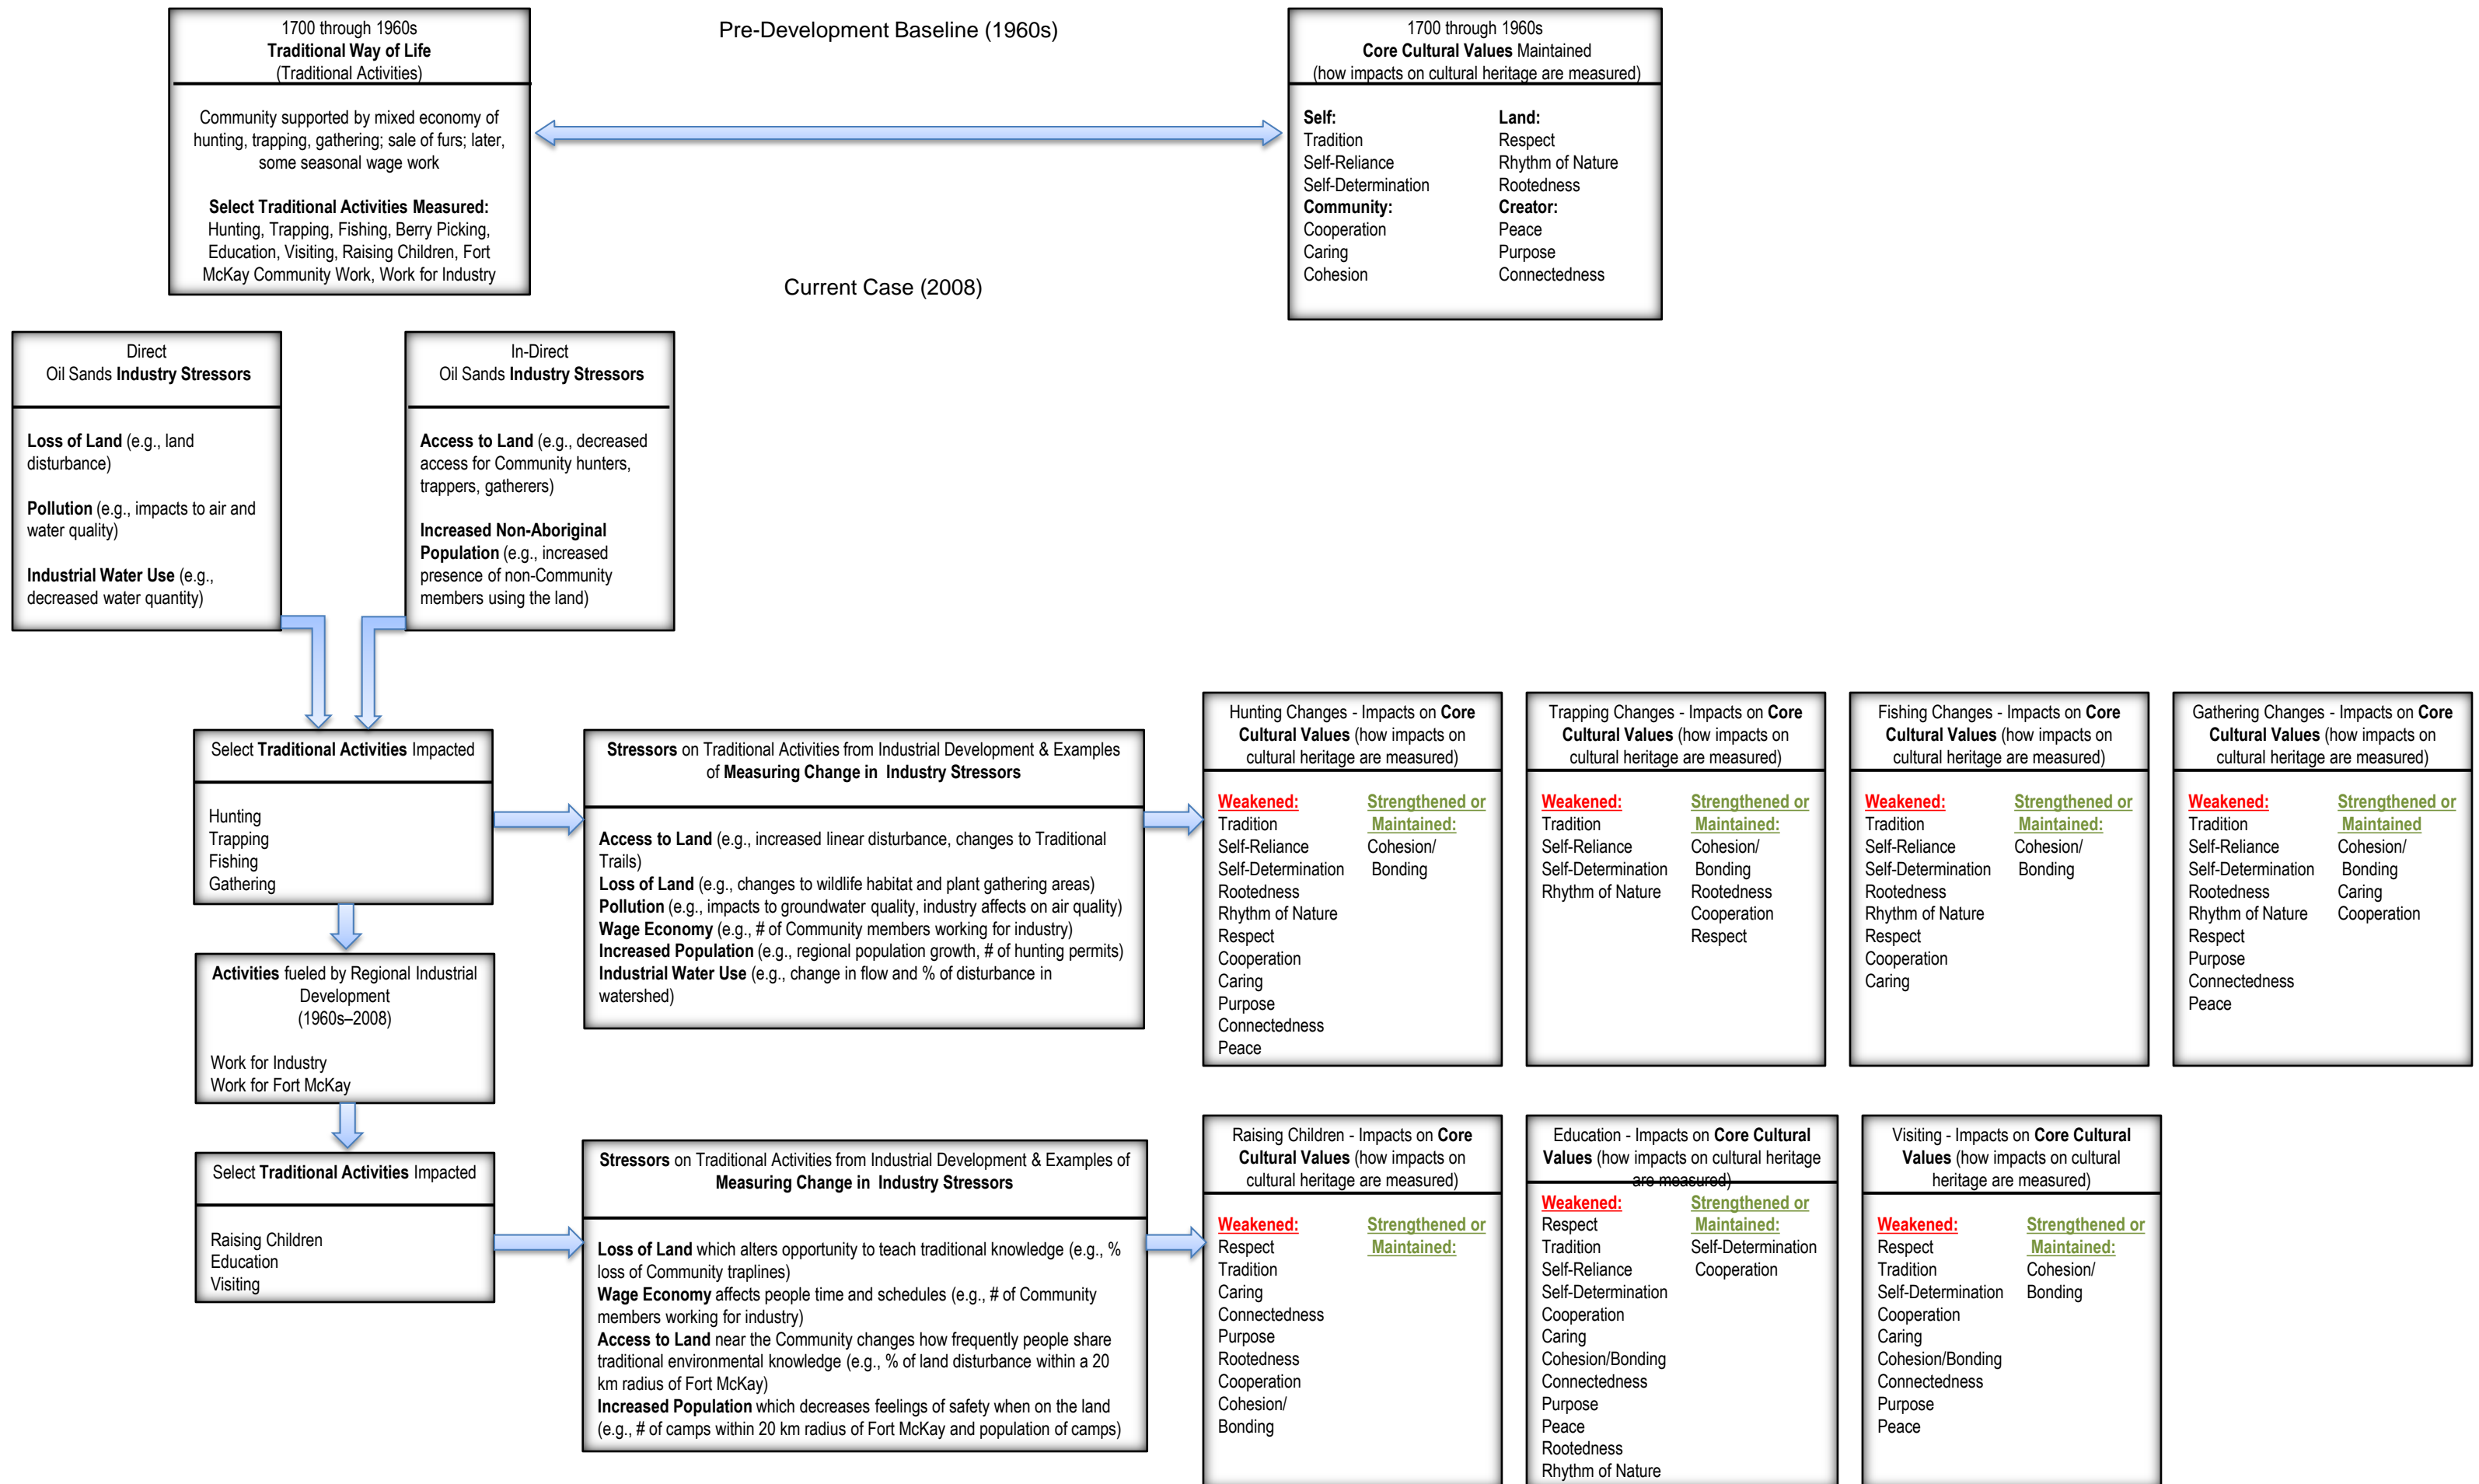 1700 through 1960s
Traditional Way of Life
(Traditional Activities)
Community supported by mixed economy of
hunting, trapping, gathering; sale of furs; later,
some seasonal wage work
Select Traditional Activities Measured:
Hunting, Trapping, Fishing, Berry Picking,
Education, Visiting, Raising Children, Fort
McKay Community Work, Work for Industry
Pre-Development Baseline (1960s)
1700 through 1960s
Core Cultural Values Maintained
(how impacts on cultural heritage are measured)
Self:
Tradition
Self-Reliance
Self-Determination
Community:
Cooperation
Caring
Cohesion
Land:
Respect
Rhythm of Nature
Rootedness
Creator:
Peace
Purpose
Connectedness
Current Case (2008)
Direct
Oil Sands Industry Stressors
Loss of Land (e.g., land
disturbance)
Pollution (e.g., impacts to air and
water quality)
Industrial Water Use (e.g.,
decreased water quantity)
In-Direct
Oil Sands Industry Stressors
Access to Land (e.g., decreased
access for Community hunters,
trappers, gatherers)
Increased Non-Aboriginal
Population (e.g., increased
presence of non-Community
members using the land)
Select Traditional Activities Impacted
Hunting
Trapping
Fishing
Gathering
Stressors on Traditional Activities from Industrial Development & Examples
of Measuring Change in Industry Stressors
Access to Land (e.g., increased linear disturbance, changes to Traditional
Trails)
Loss of Land (e.g., changes to wildlife habitat and plant gathering areas)
Pollution (e.g., impacts to groundwater quality, industry affects on air quality)
Wage Economy (e.g., # of Community members working for industry)
Increased Population (e.g., regional population growth, # of hunting permits)
Industrial Water Use (e.g., change in flow and % of disturbance in
watershed)
Hunting Changes - Impacts on Core
Cultural Values (how impacts on
cultural heritage are measured)
Weakened:
Tradition
Self-Reliance
Self-Determination
Rootedness
Rhythm of Nature
Respect
Cooperation
Caring
Purpose
Connectedness
Peace
Strengthened or
Maintained:
Cohesion/
Bonding
Trapping Changes - Impacts on Core
Cultural Values (how impacts on
cultural heritage are measured)
Weakened:
Tradition
Self-Reliance
Self-Determination
Rhythm of Nature
Strengthened or
Maintained:
Cohesion/
Bonding
Rootedness
Cooperation
Respect
Fishing Changes - Impacts on Core
Cultural Values (how impacts on
cultural heritage are measured)
Weakened:
Tradition
Self-Reliance
Self-Determination
Rootedness
Rhythm of Nature
Respect
Cooperation
Caring
Strengthened or
Maintained:
Cohesion/
Bonding
Gathering Changes - Impacts on Core
Cultural Values (how impacts on
cultural heritage are measured)
Weakened:
Tradition
Self-Reliance
Self-Determination
Rootedness
Rhythm of Nature
Respect
Purpose
Connectedness
Peace
Strengthened or
Maintained
Cohesion/
Bonding
Caring
Cooperation
Activities fueled by Regional Industrial
Development
(1960s–2008)
Work for Industry
Work for Fort McKay
Select Traditional Activities Impacted
Raising Children
Education
Visiting
Stressors on Traditional Activities from Industrial Development & Examples of
Measuring Change in Industry Stressors
Loss of Land which alters opportunity to teach traditional knowledge (e.g., %
loss of Community traplines)
Wage Economy affects people time and schedules (e.g., # of Community
members working for industry)
Access to Land near the Community changes how frequently people share
traditional environmental knowledge (e.g., % of land disturbance within a 20
km radius of Fort McKay)
Increased Population which decreases feelings of safety when on the land
(e.g., # of camps within 20 km radius of Fort McKay and population of camps)
Raising Children - Impacts on Core
Cultural Values (how impacts on
cultural heritage are measured)
Weakened:
Respect
Tradition
Caring
Connectedness
Purpose
Rootedness
Cooperation
Cohesion/
Bonding
Strengthened or
Maintained:
Education - Impacts on Core Cultural
Values (how impacts on cultural heritage
are measured)
Weakened:
Respect
Tradition
Self-Reliance
Self-Determination
Cooperation
Caring
Cohesion/Bonding
Connectedness
Purpose
Peace
Rootedness
Rhythm of Nature
Strengthened or
Maintained:
Self-Determination
Cooperation
Visiting - Impacts on Core Cultural
Values (how impacts on cultural
heritage are measured)
Weakened:
Respect
Tradition
Self-Determination
Cooperation
Caring
Cohesion/Bonding
Connectedness
Purpose
Peace
Strengthened or
Maintained:
Cohesion/
Bonding